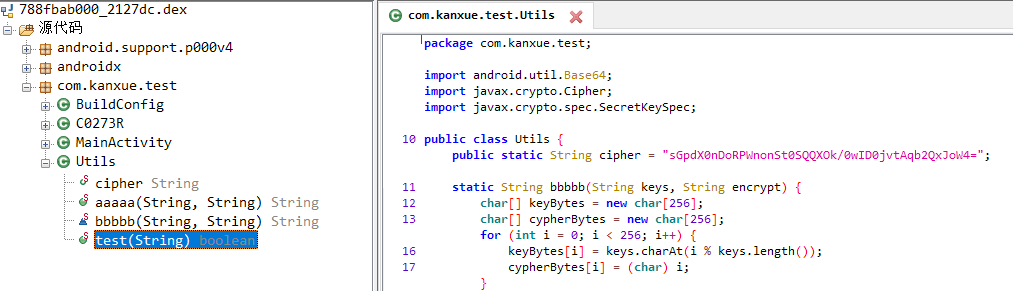 788fbab000_2127dc.dex
源代码
android.support.p000v4
androidx
com.kanxue.test
BuildConfig
C0273R
MainActivity
Utils
cipher String
aaaaa(String, String) String
bbbbb(String, String) String
test(String) boolean
com.kanxue.test.Utils
package com.kanxue.test;
import android.util.Base64;
import javax.crypto.Cipher;
import javax.crypto.spec.SecretKeySpec;
10 public class Utils {
public static String cipher = "sGpdX0nDoRPWnonSt0SQQXOk/0wID0jvtAqb2QxJoW4=";
11 static String bbbbb(String keys, String encrypt) {
12 char[] keyBytes = new char[256];
13 char[] cypherBytes = new char[256];
for (int i = 0; i < 256; i++) {
16 keyBytes[i] = keys.charAt(i % keys.length());
17 cypherBytes[i] = (char) i;
}